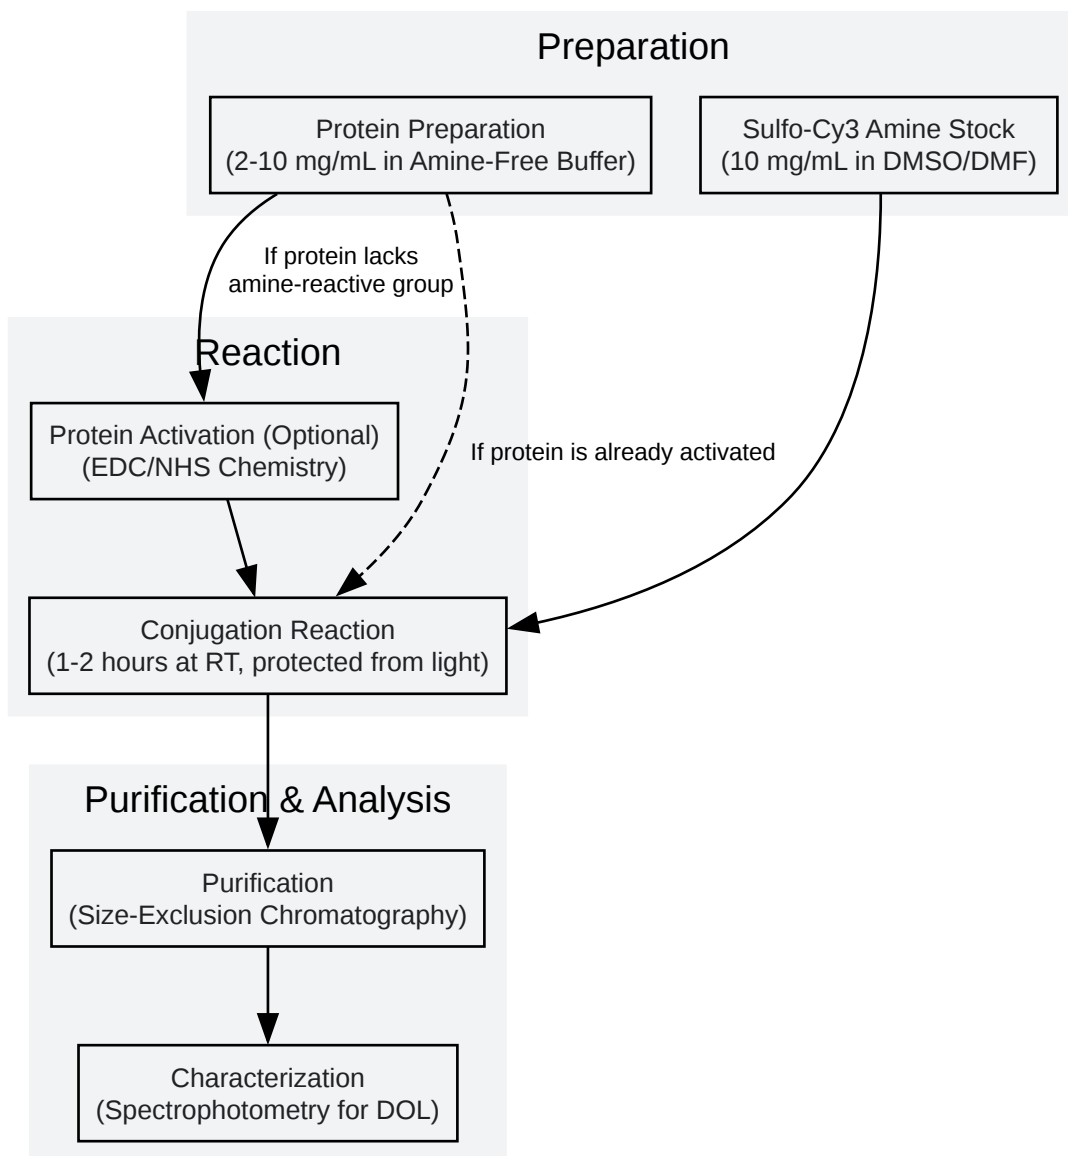 Preparation
Protein Preparation
(2-10 mg/mL in Amine-Free Buffer)
Sulfo-Cy3 Amine Stock
(10 mg/mL in DMSO/DMF)
If protein lacks
amine-reactive group
Reaction
Protein Activation (Optional)
(EDC/NHS Chemistry)
If protein is already activated
Conjugation Reaction
(1-2 hours at RT, protected from light)
Purification & Analysis
Purification
(Size-Exclusion Chromatography)
Characterization
(Spectrophotometry for DOL)